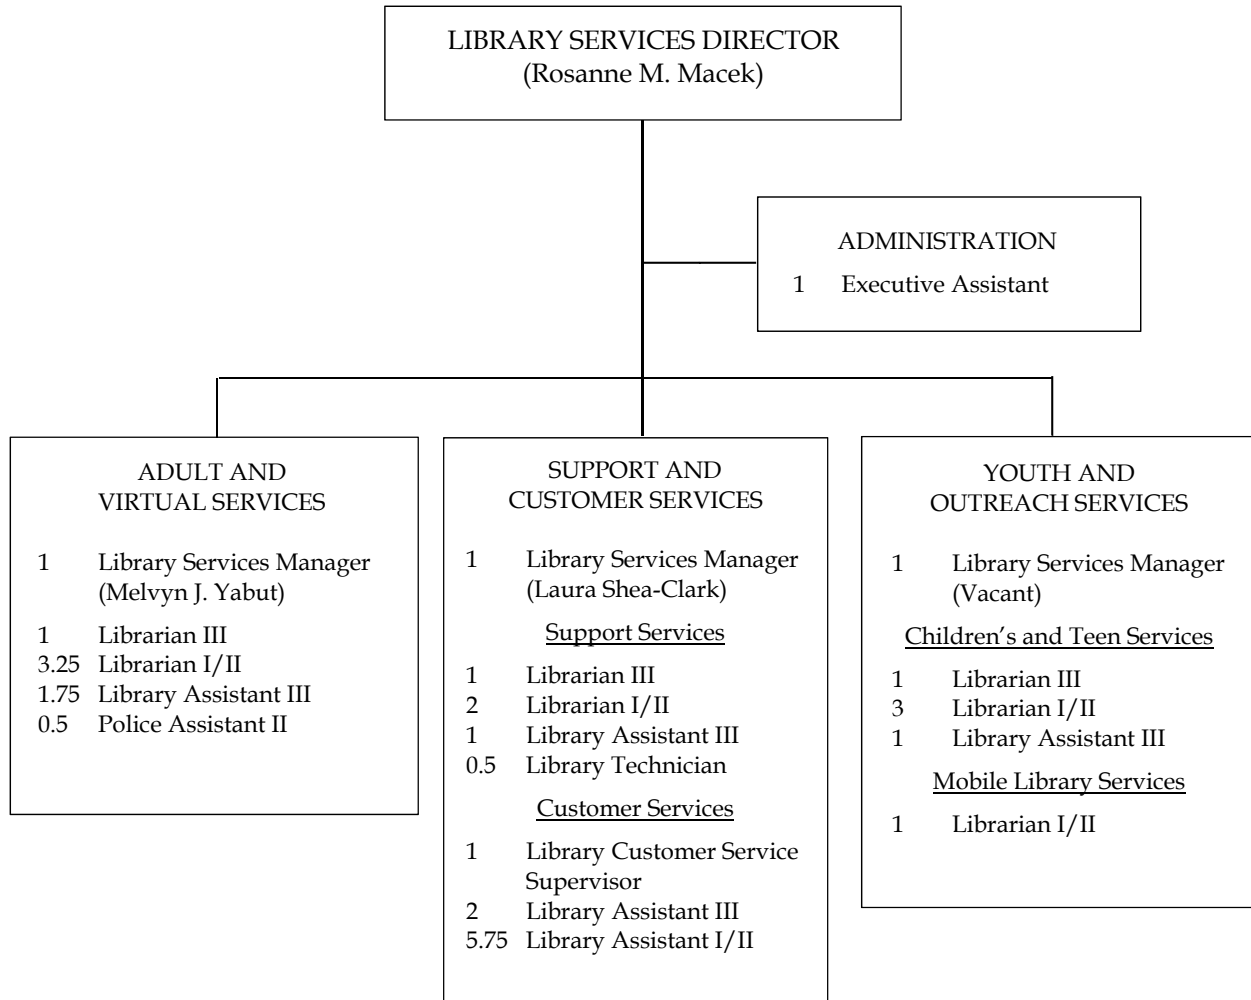 LIBRARY SERVICES DIRECTOR
(Rosanne M. Macek)
ADMINISTRATION
1 Executive Assistant
ADULT AND
VIRTUAL SERVICES
1 Library Services Manager
(Melvyn J. Yabut)
1 Librarian III
3.25 Librarian I/II
1.75 Library Assistant III
0.5 Police Assistant II
SUPPORT AND
CUSTOMER SERVICES
1 Library Services Manager
(Laura Shea-Clark)
Support Services
1 Librarian III
2 Librarian I/II
1 Library Assistant III
0.5 Library Technician
Customer Services
1 Library Customer Service
Supervisor
2 Library Assistant III
5.75 Library Assistant I/II
YOUTH AND
OUTREACH SERVICES
1 Library Services Manager
(Vacant)
Children’s and Teen Services
1 Librarian III
3 Librarian I/II
1 Library Assistant III
Mobile Library Services
1 Librarian I/II